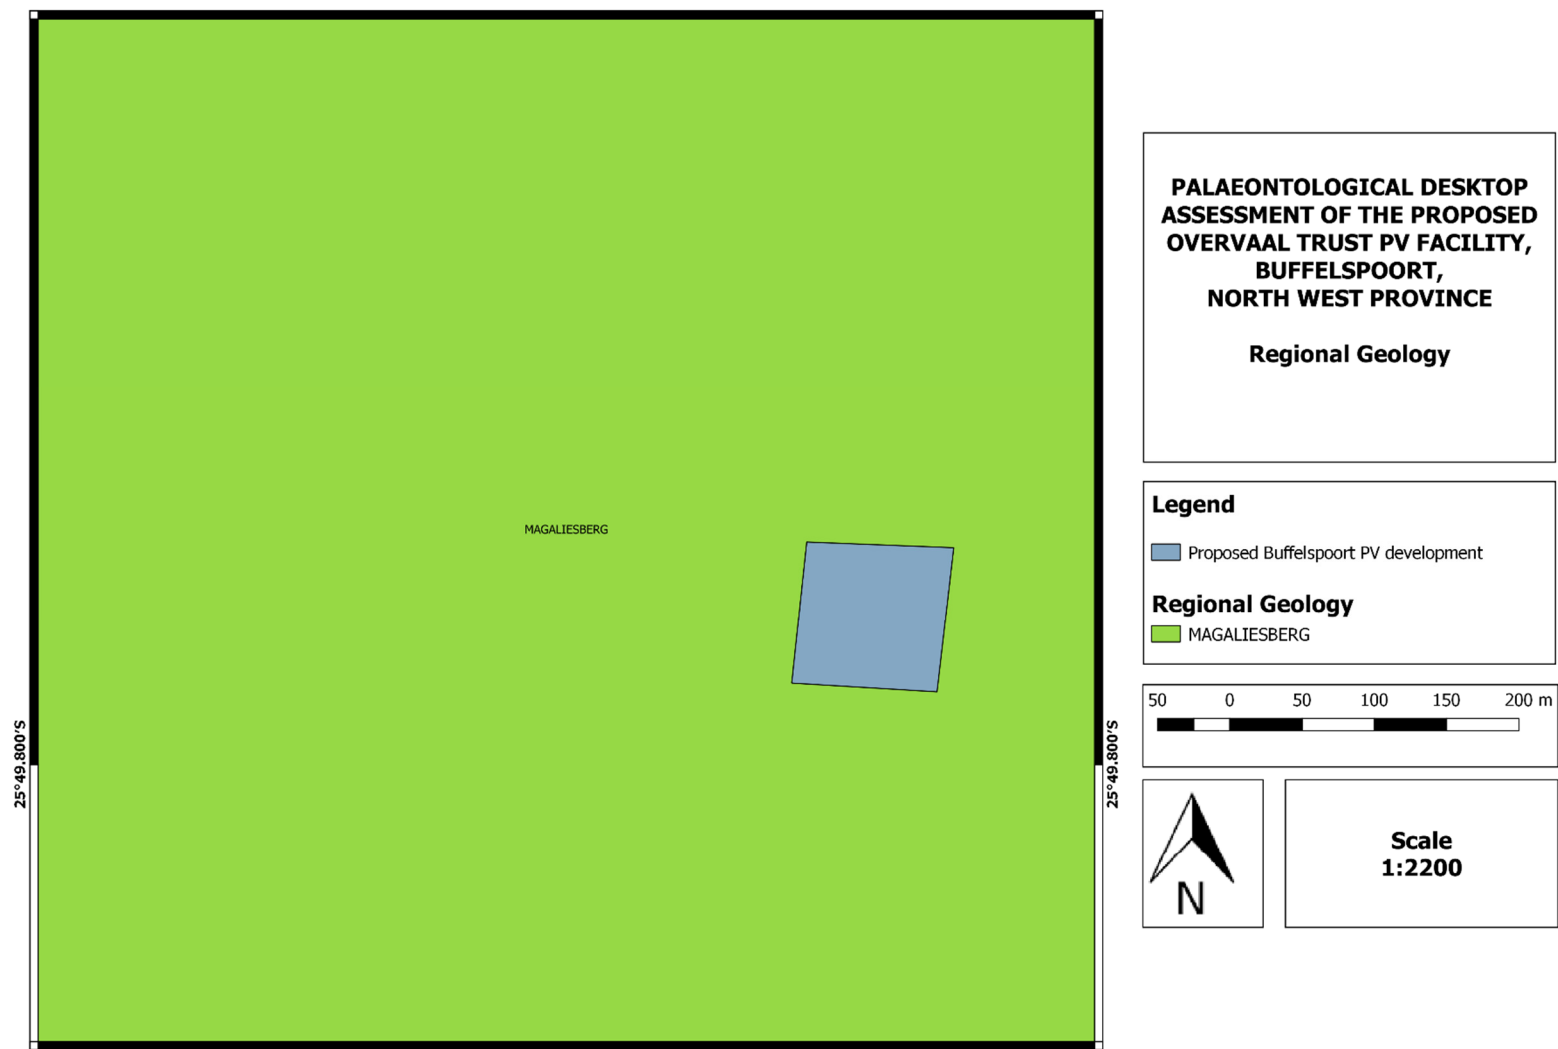 MAGALIESBERG
25°49.800'S
25°49.800'S
PALAEONTOLOGICAL DESKTOP
ASSESSMENT OF THE PROPOSED
OVERVAAL TRUST PV FACILITY,
BUFFELSPOORT,
NORTH WEST PROVINCE
Regional Geology
Legend
Proposed Buffelspoort PV development
Regional Geology
MAGALIESBERG
50 0 50 100 150 200 m
N
Scale
1:2200